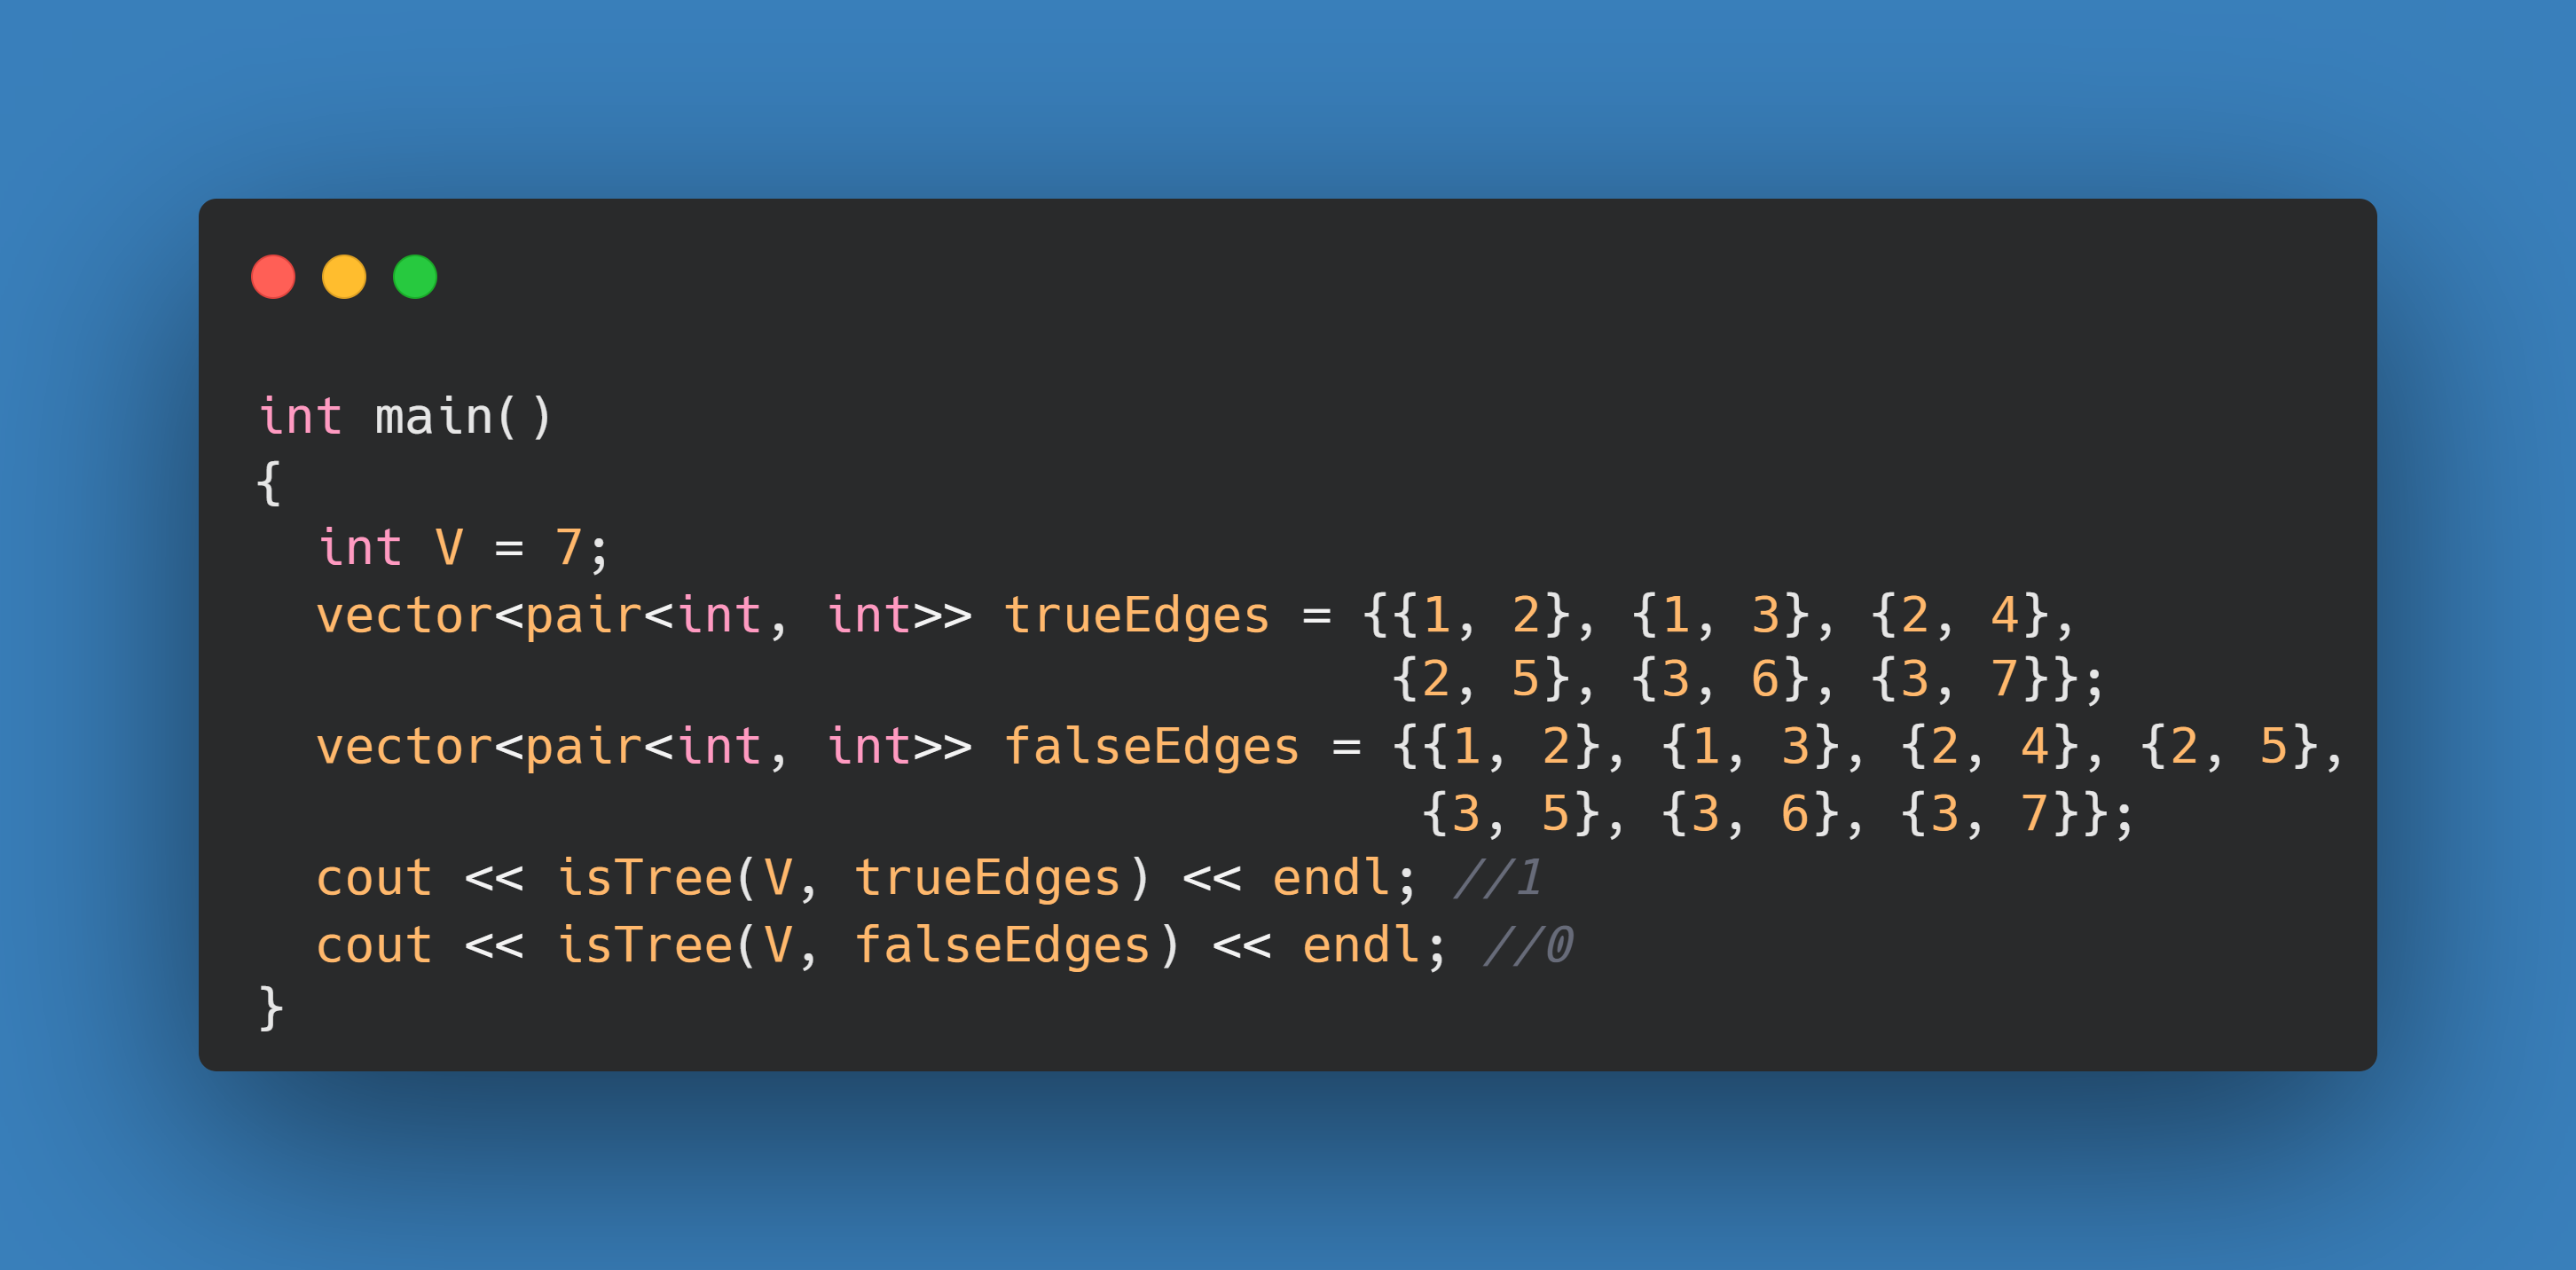 int main()
{
  int V = 7;
  vector<pair<int, int>> trueEdges = {{1, 2}, {1, 3}, {2, 4},
                                      {2, 5}, {3, 6}, {3, 7}};
  vector<pair<int, int>> falseEdges = {{1, 2}, {1, 3}, {2, 4}, {2, 5},
                                       {3, 5}, {3, 6}, {3, 7}};
  cout << isTree(V, trueEdges) << endl; //1
  cout << isTree(V, falseEdges) << endl; //0
}